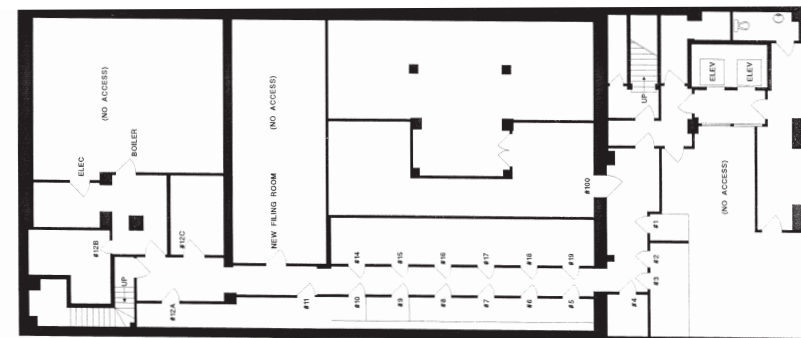 (NO ACCESS)
ELEC
BOILER
#12B
#12C
UP
#12A
NEW FILING ROOM
(NO ACCESS)
#14
#15
#16
#17
#18
#19
#11
#10
#9
#8
#7
#6
#5
#100
UP
ELEV
ELEV
(NO ACCESS)
#1
#2
#3
#4